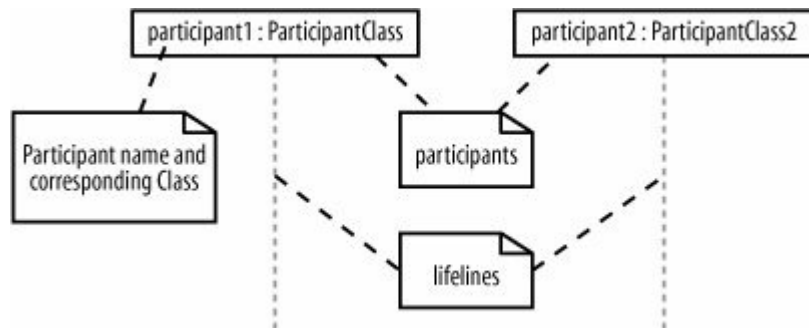 participant1 : ParticipantClass
participant2 : ParticipantClass2
Participant name and
corresponding Class
participants
lifelines